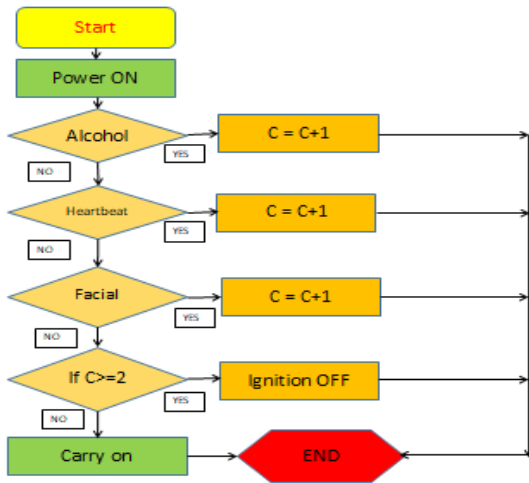 Start
Power ON
Alcohol
YES
C = C+1
NO
Heartbeat
YES
C = C+1
NO
Facial
YES
C = C+1
NO
If C>=2
YES
Ignition OFF
NO
Carry on
END